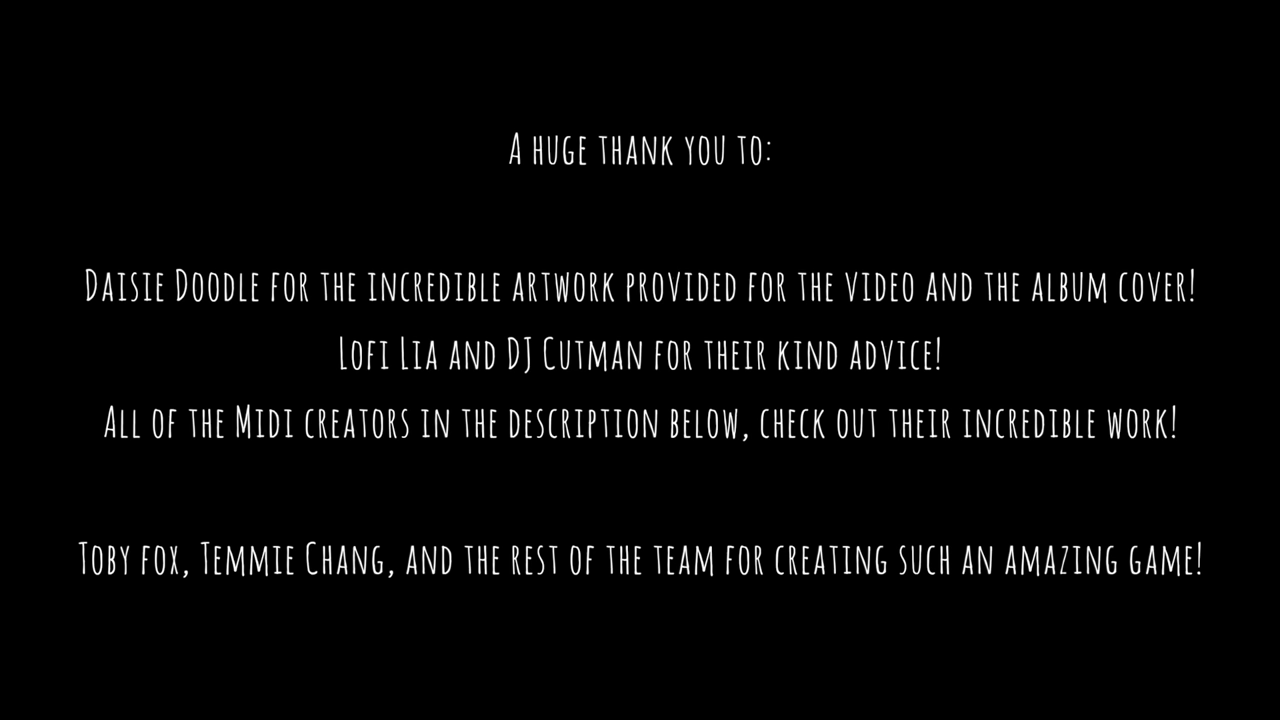 A huge thank you to:
Daisie Doodle for the incredible artwork provided for the video and the album cover!
Lofi Lia and DJ Cutman for their kind advice!
All of the Midi creators in the description below, check out their incredible work!
Toby fox, Temmie Chang, and the rest of the team for creating such an amazing game!